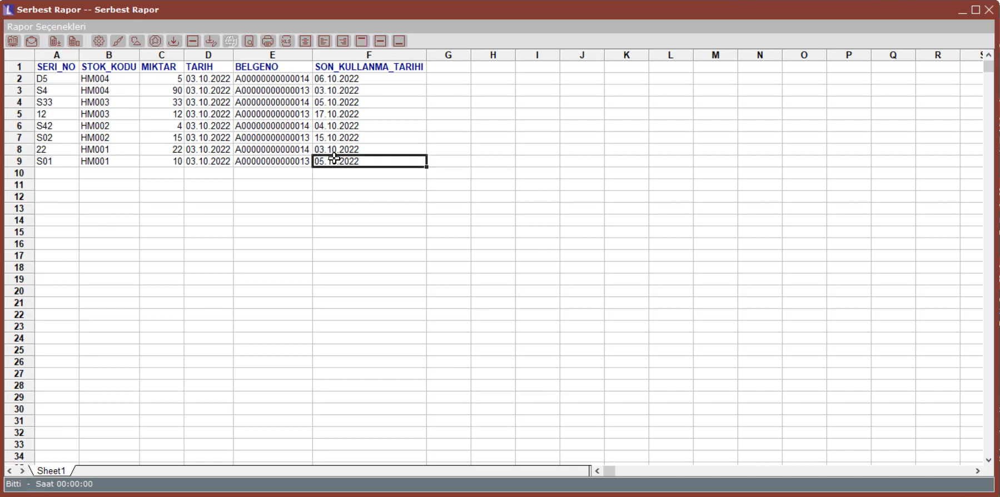 Serbest Rapor -- Serbest Rapor
Rapor Seçenekleri
XLS
A B C D E F G H I J K L M N O P Q R S
1 SERI_NO STOK_KODU MIKTAR TARIH BELGENO SON_KULLANMA_TARIHI
2 D5 HM004 5 03.10.2022 A00000000000014 06.10.2022
3 S4 HM004 90 03.10.2022 A00000000000013 03.10.2022
4 S33 HM003 33 03.10.2022 A00000000000014 05.10.2022
5 12 HM003 12 03.10.2022 A00000000000013 17.10.2022
6 S42 HM002 4 03.10.2022 A00000000000014 04.10.2022
7 S02 HM002 15 03.10.2022 A00000000000013 15.10.2022
8 22 HM001 22 03.10.2022 A00000000000014 03.10.2022
9 S01 HM001 10 03.10.2022 A00000000000013 05.10.2022
10
11
12
13
14
15
16
17
18
19
20
21
22
23
24
25
26
27
28
29
30
31
32
33
34
Sheet1
Bitti - Saat 00:00:00